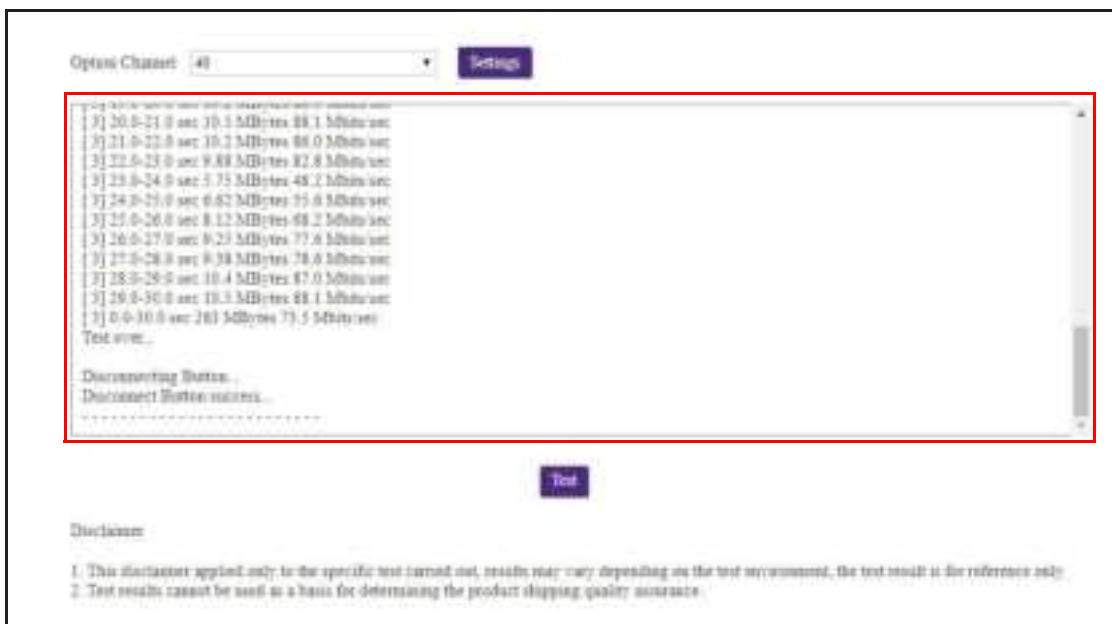 Option Channel 40 Settings
[ 3] 20.0-21.0 sec 10.5 MBytes 88.1 Mbits/sec
[ 3] 21.0-22.0 sec 10.2 MBytes 86.0 Mbits/sec
[ 3] 22.0-23.0 sec 9.88 MBytes 82.8 Mbits/sec
[ 3] 23.0-24.0 sec 5.75 MBytes 48.2 Mbits/sec
[ 3] 24.0-25.0 sec 6.62 MBytes 55.6 Mbits/sec
[ 3] 25.0-26.0 sec 8.12 MBytes 68.2 Mbits/sec
[ 3] 26.0-27.0 sec 9.25 MBytes 77.6 Mbits/sec
[ 3] 27.0-28.0 sec 9.38 MBytes 78.6 Mbits/sec
[ 3] 28.0-29.0 sec 10.4 MBytes 87.0 Mbits/sec
[ 3] 29.0-30.0 sec 10.5 MBytes 88.1 Mbits/sec
[ 3] 0.0-30.0 sec 263 MBytes 73.5 Mbits/sec
Test over...
Disconnecting Button...
Disconnect Button success...
- - - - - - - - - - - - - - - - - - - - - - - - - -
Test
Disclaimer
1. This disclaimer applied only to the specific test carried out, results may vary depending on the test environment, the test result is for reference only.
2. Test results cannot be used as a basis for determining the product shipping quality assurance.